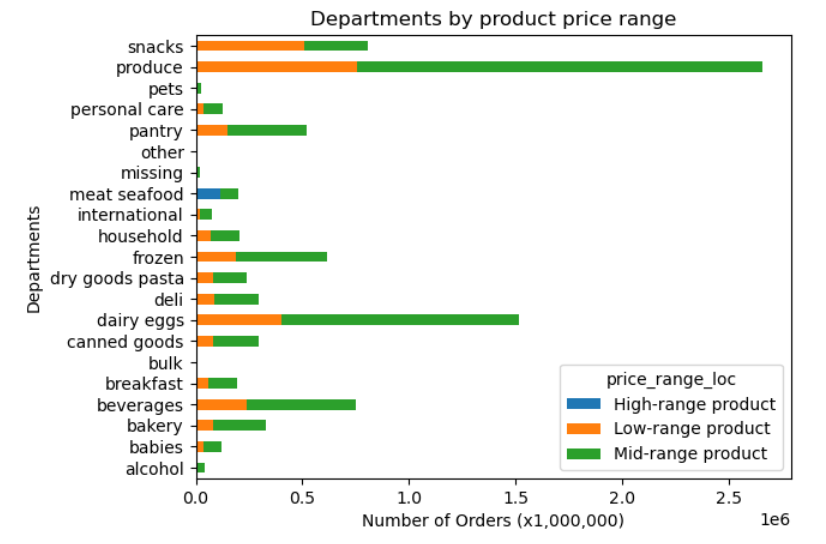 Departments by product price range
snacks
produce
pets
personal care
pantry
other
missing
meat seafood
international
household
frozen
dry goods pasta
deli
dairy eggs
canned goods
bulk
breakfast
beverages
bakery
babies
alcohol
Departments
price_range_loc
High-range product
Low-range product
Mid-range product
0.0 0.5 1.0 1.5 2.0 2.5
Number of Orders (x1,000,000)
1e6